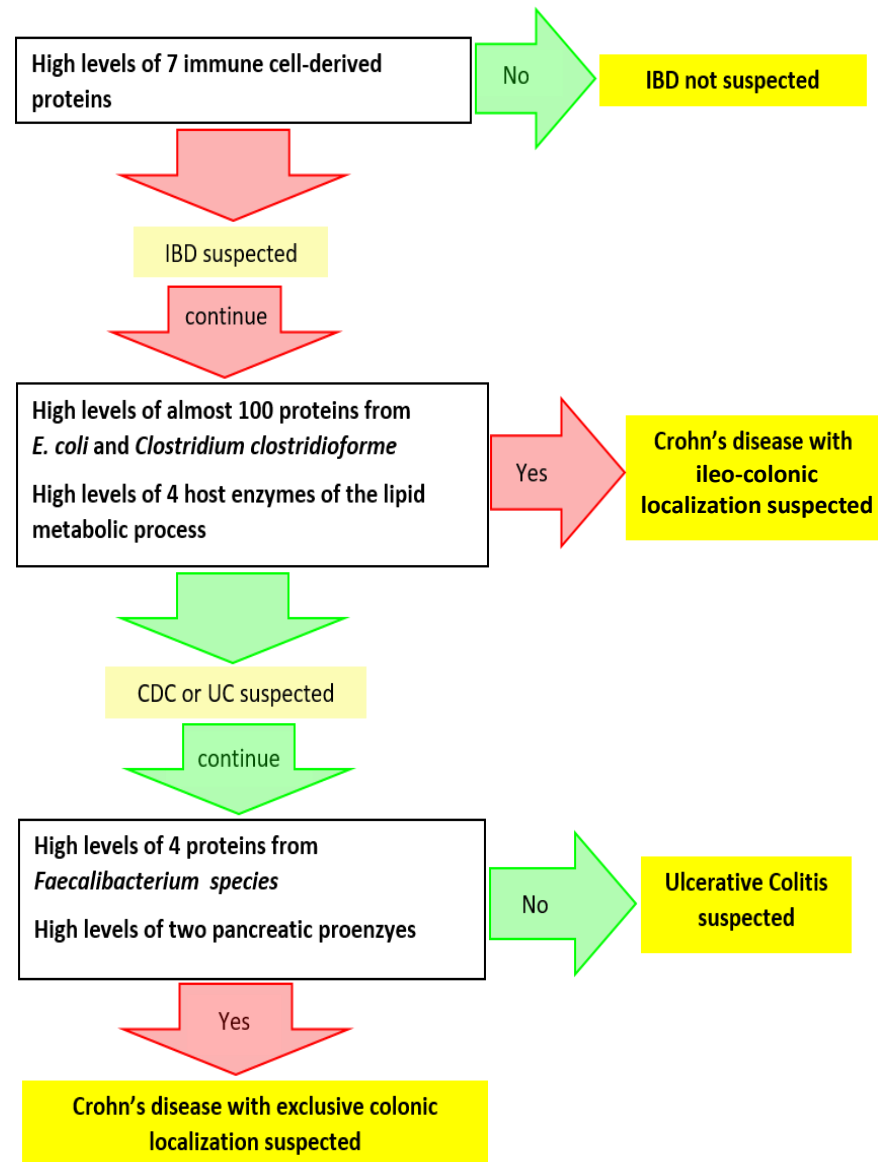 High levels of 7 immune cell-derived
proteins
No
IBD not suspected
IBD suspected
continue
High levels of almost 100 proteins from
E. coli and Clostridium clostridioforme
High levels of 4 host enzymes of the lipid
metabolic process
Yes
Crohn’s disease with
ileo-colonic
localization suspected
CDC or UC suspected
continue
High levels of 4 proteins from
Faecalibacterium species
High levels of two pancreatic proenzyes
No
Ulcerative Colitis
suspected
Yes
Crohn’s disease with exclusive colonic
localization suspected